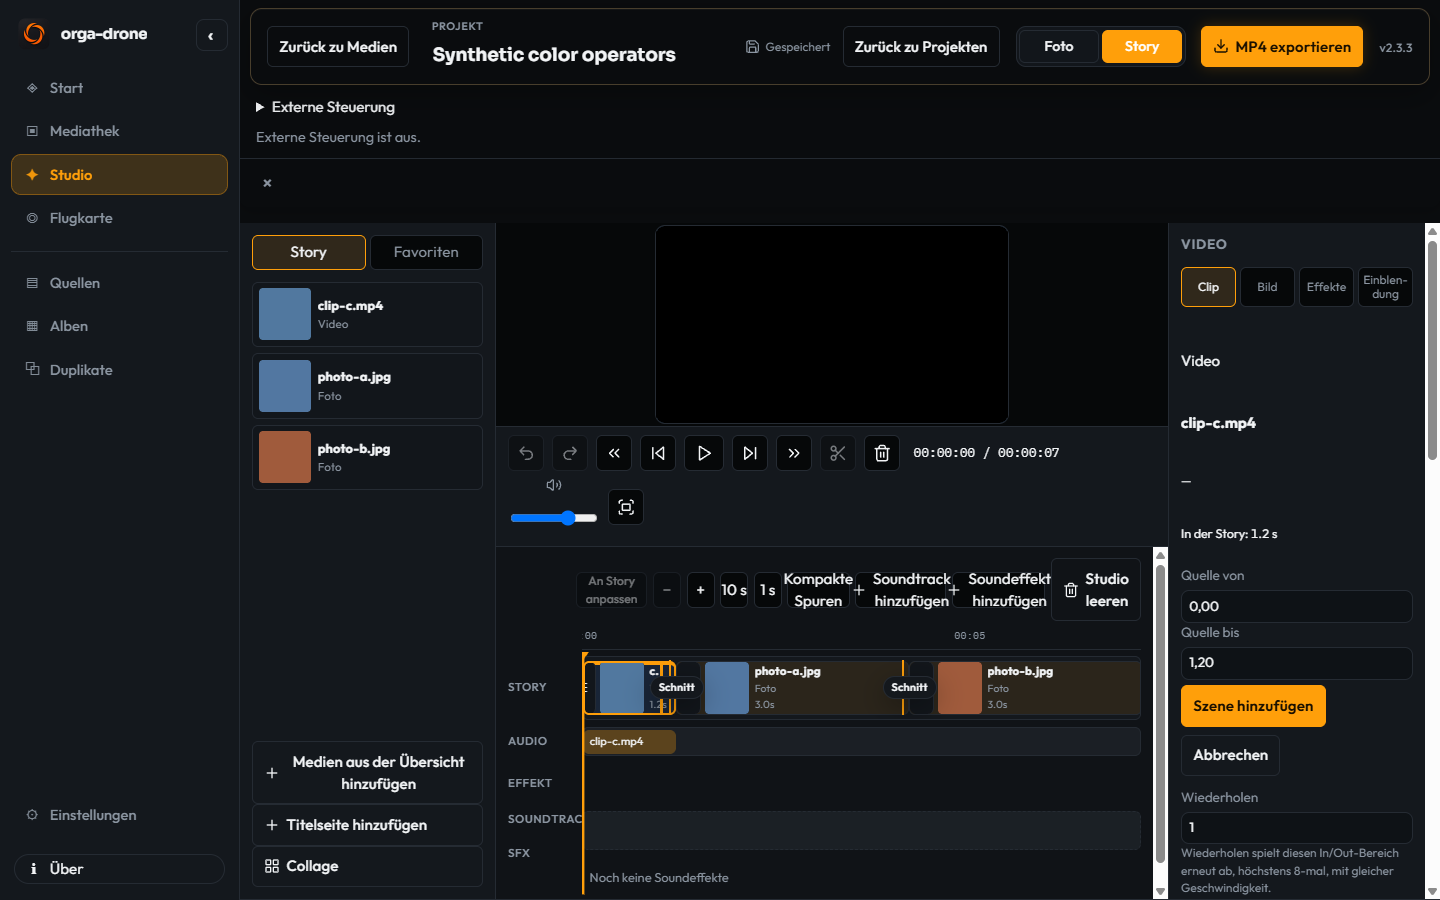 orga-drone
Start
Mediathek
Studio
Flugkarte
Quellen
Alben
Duplikate
Einstellungen
Über
Zurück zu Medien
PROJEKT
Synthetic color operators
Gespeichert
Zurück zu Projekten
Foto
Story
MP4 exportieren
v2.3.3
Externe Steuerung
Externe Steuerung ist aus.
Story
Favoriten
clip-c.mp4
Video
photo-a.jpg
Foto
photo-b.jpg
Foto
Medien aus der Übersicht
hinzufügen
Titelseite hinzufügen
Collage
00:00:00 / 00:00:07
An Story
anpassen
10 s
1 s
Kompakte
Spuren
Soundtrack
hinzufügen
Soundeffekt
hinzufügen
Studio
leeren
00
00:05
STORY
c.
1.2s
Schnitt
photo-a.jpg
Foto
3.0s
Schnitt
photo-b.jpg
Foto
3.0s
AUDIO
clip-c.mp4
EFFEKT
SOUNDTRAC
SFX
Noch keine Soundeffekte
VIDEO
Clip
Bild
Effekte
Einblen-
dung
Video
clip-c.mp4
—
In der Story: 1.2 s
Quelle von
0,00
Quelle bis
1,20
Szene hinzufügen
Abbrechen
Wiederholen
1
Wiederholen spielt diesen In/Out-Bereich
erneut ab, höchstens 8-mal, mit gleicher
Geschwindigkeit.